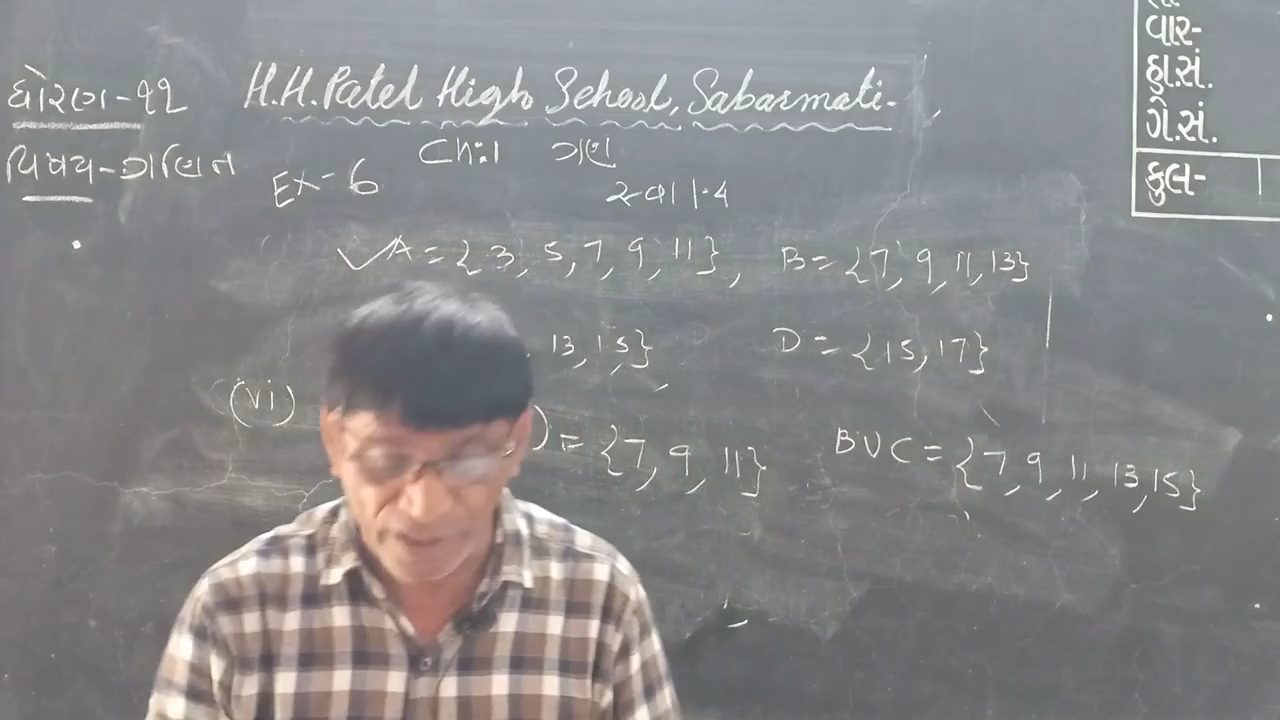 ધોરણ-૧૧
H.H. Patel High School, Sabarmati.
વિષય-ગણિત
Ch:1 ગણ
Ex-6
સ્વા 1.4
A = {3, 5, 7, 9, 11}, B = {7, 9, 11, 13}
13, 15}, D = {15, 17}
(vi) ) = {7, 9, 11} B∪C = {7, 9, 11, 13, 15}
વાર-
હા.સં.
ગે.સં.
કુલ-